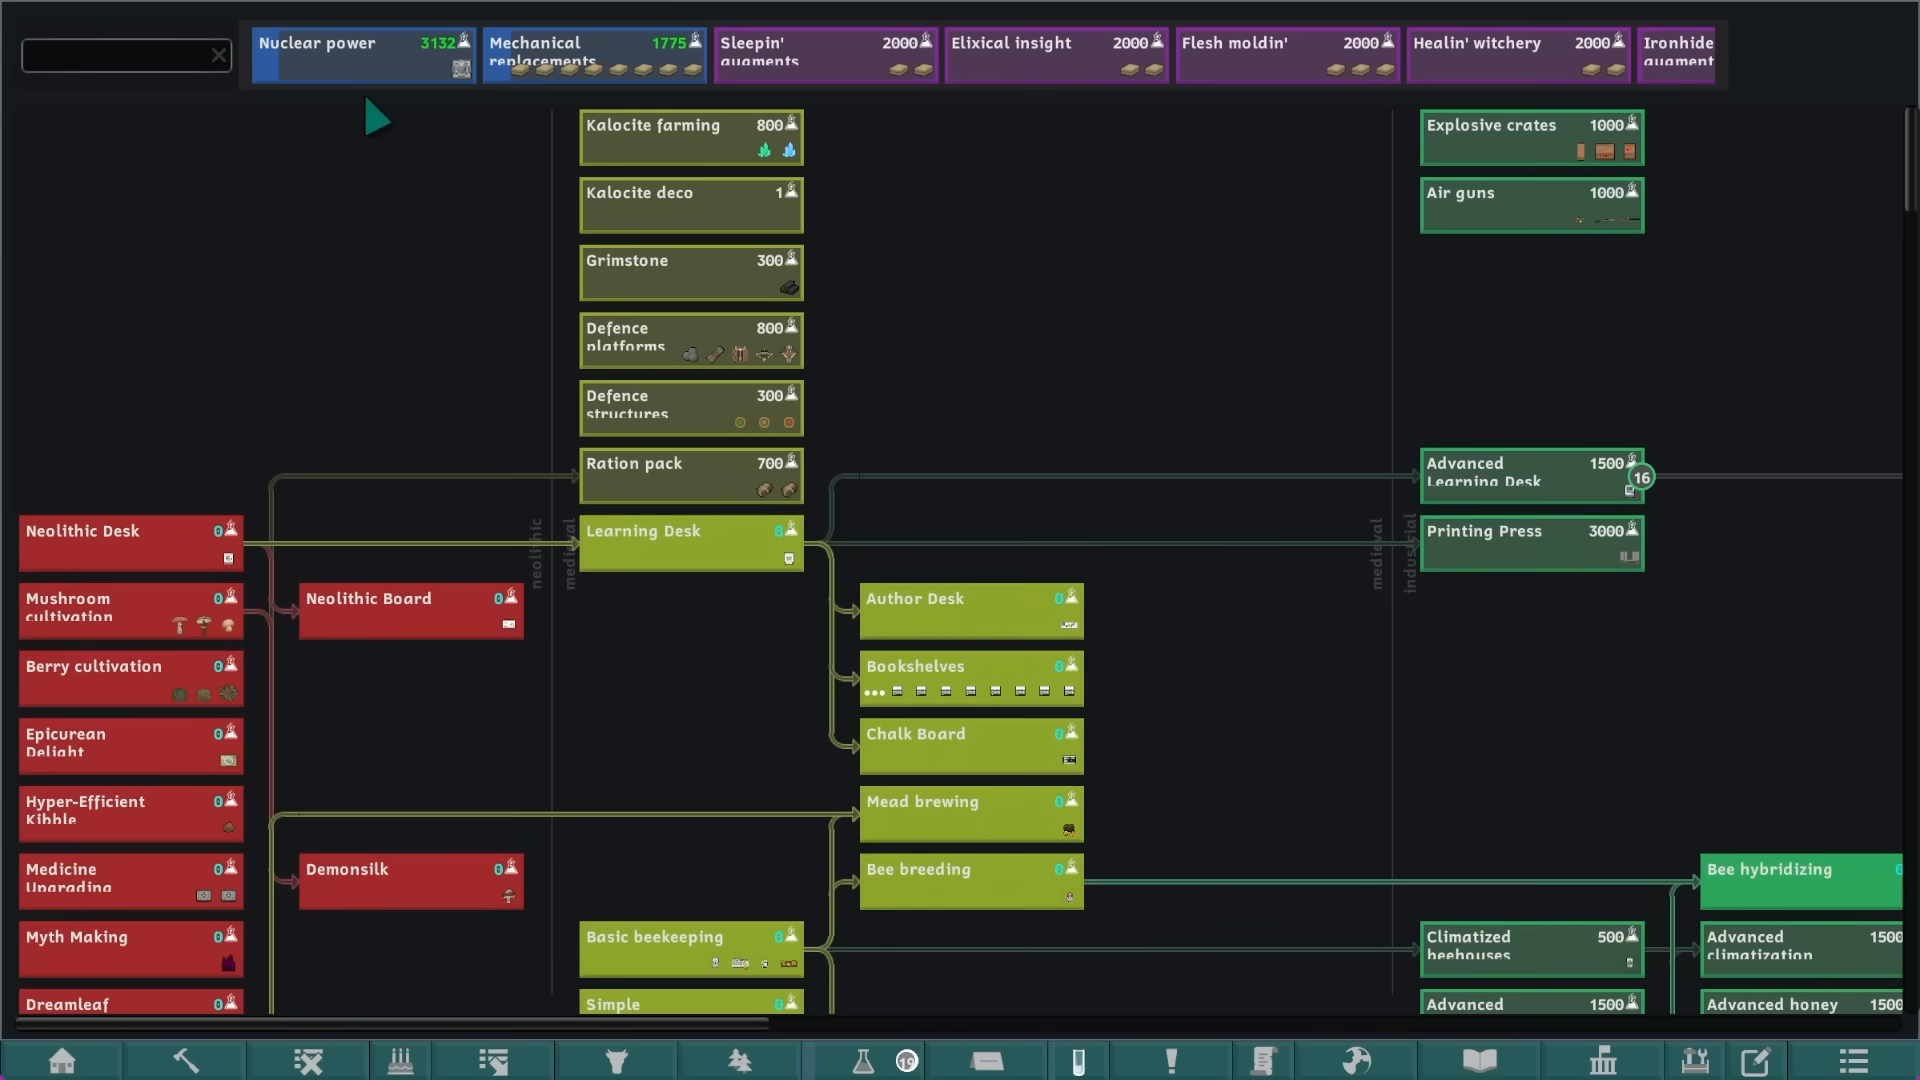 Nuclear power 3132
Mechanical 1775
replacements
Sleepin' 2000
augments
Elixical insight 2000
Flesh moldin' 2000
Healin' witchery 2000
Ironhide
augment
Kalocite farming 800
Explosive crates 1000
Kalocite deco 1
Air guns 1000
Grimstone 300
Defence 800
platforms
Defence 300
structures
Ration pack 700
Advanced 1500
Learning Desk
16
Neolithic Desk 0
neolithic
medieval
Learning Desk 0
medieval
industrial
Printing Press 3000
Mushroom 0
cultivation
Neolithic Board 0
Author Desk 0
Berry cultivation 0
Bookshelves 0
Epicurean 0
Delight
Chalk Board 0
Hyper-Efficient 0
Kibble
Mead brewing 0
Medicine 0
Upgrading
Demonsilk 0
Bee breeding 0
Bee hybridizing 0
Myth Making 0
Basic beekeeping 0
Climatized 500
beehouses
Advanced 1500
climatization
Dreamleaf 0
Simple 0
Advanced 1500
Advanced honey 1500
19